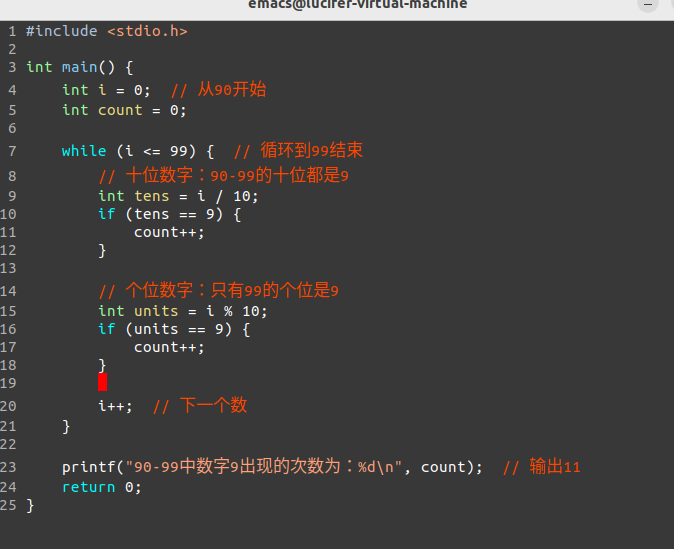 emacs@lucifer-virtual-machine
1 #include <stdio.h>
2
3 int main() {
4     int i = 0;  // 从90开始
5     int count = 0;
6
7     while (i <= 99) {  // 循环到99结束
8         // 十位数字：90-99的十位都是9
9         int tens = i / 10;
10         if (tens == 9) {
11             count++;
12         }
13
14         // 个位数字：只有99的个位是9
15         int units = i % 10;
16         if (units == 9) {
17             count++;
18         }
19
20         i++;  // 下一个数
21     }
22
23     printf("90-99中数字9出现的次数为：%d\n", count);  // 输出11
24     return 0;
25 }